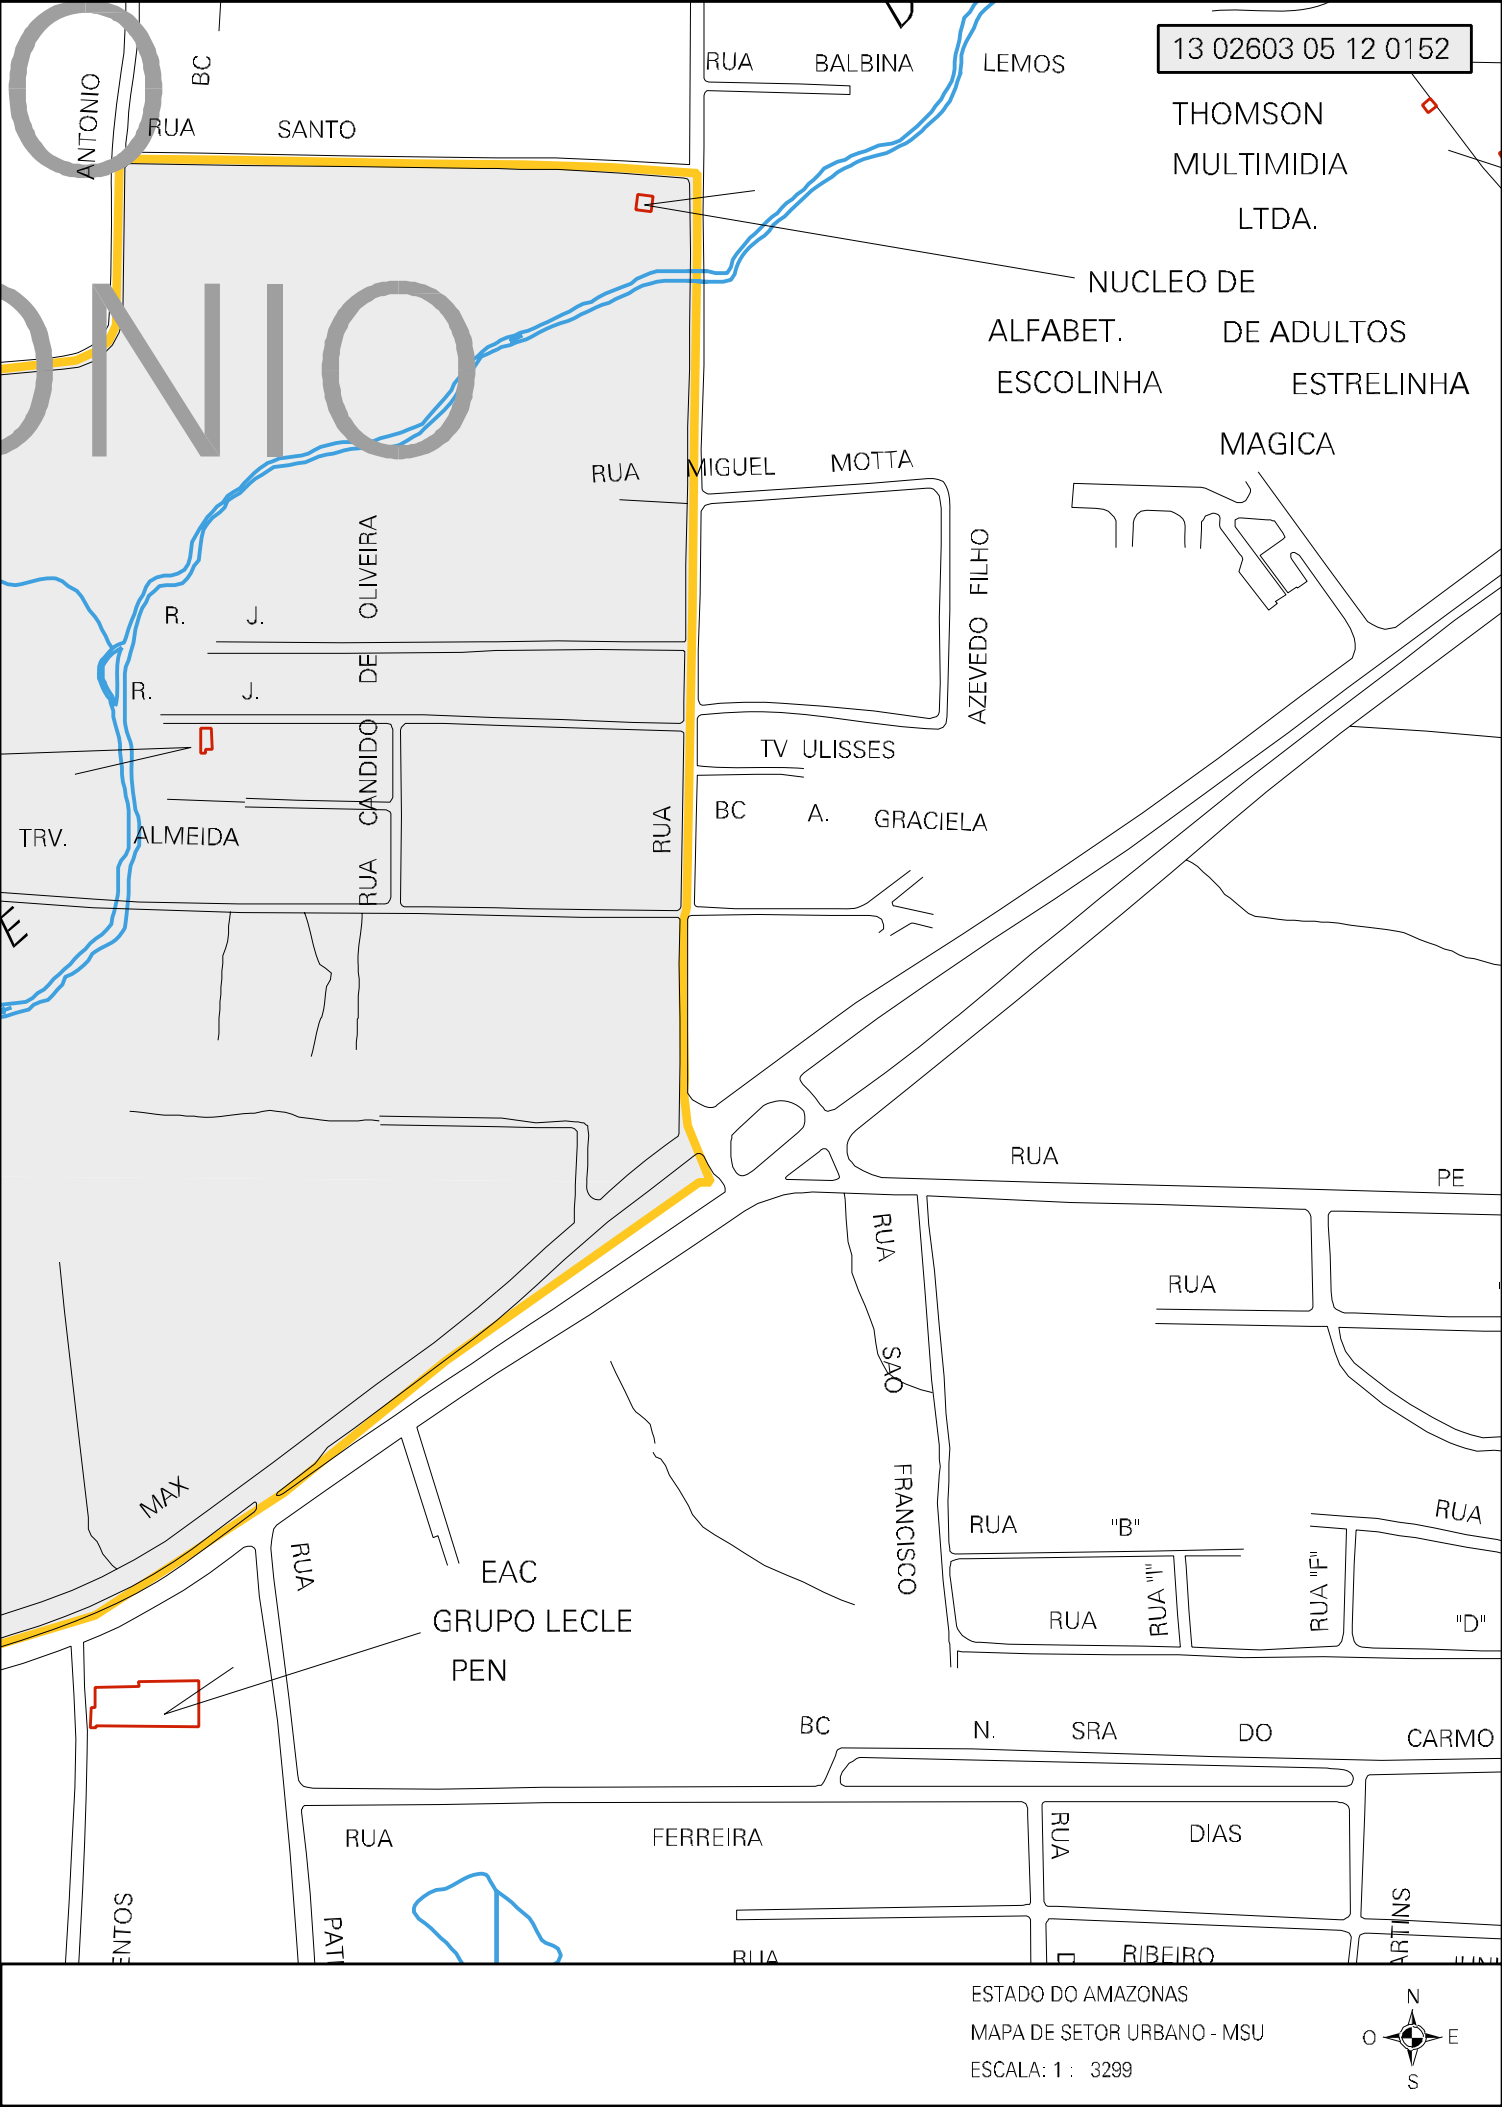 13 02603 05 12 0152
BC
ANTONIO
RUA SANTO
RUA BALBINA LEMOS
THOMSON
MULTIMIDIA
LTDA.
NUCLEO DE
ALFABET. DE ADULTOS
ESCOLINHA ESTRELINHA
MAGICA
O
ONIO
RUA MIGUEL MOTTA
AZEVEDO FILHO
R. J.
R. J.
RUA CANDIDO DE OLIVEIRA
TV ULISSES
BC A. GRACIELA
RUA
TRV. ALMEIDA
E
RUA PE
RUA
RUA SAO FRANCISCO
MAX
RUA
RUA "B"
RUA
RUA "I"
RUA "F"
RUA "D"
EAC
GRUPO LECLE
PEN
RUA
BC N. SRA DO CARMO
RUA FERREIRA DIAS
RUA
ENTOS
PATI
RUA RIBEIRO
D
ARTINS
ESTADO DO AMAZONAS
MAPA DE SETOR URBANO - MSU
ESCALA: 1 : 3299
N
O E
S